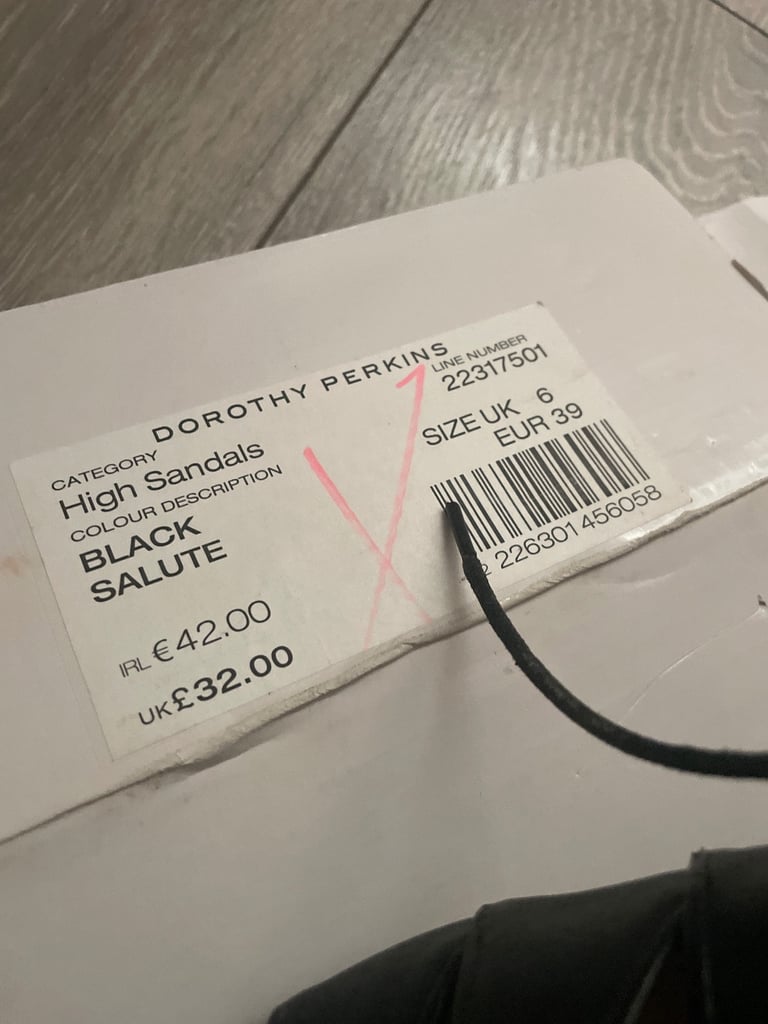 DOROTHY PERKINS
CATEGORY
High Sandals
COLOUR DESCRIPTION
BLACK
SALUTE
IRL €42.00
UK £32.00
LINE NUMBER
22317501
SIZE UK 6
EUR 39
2 226301 456058